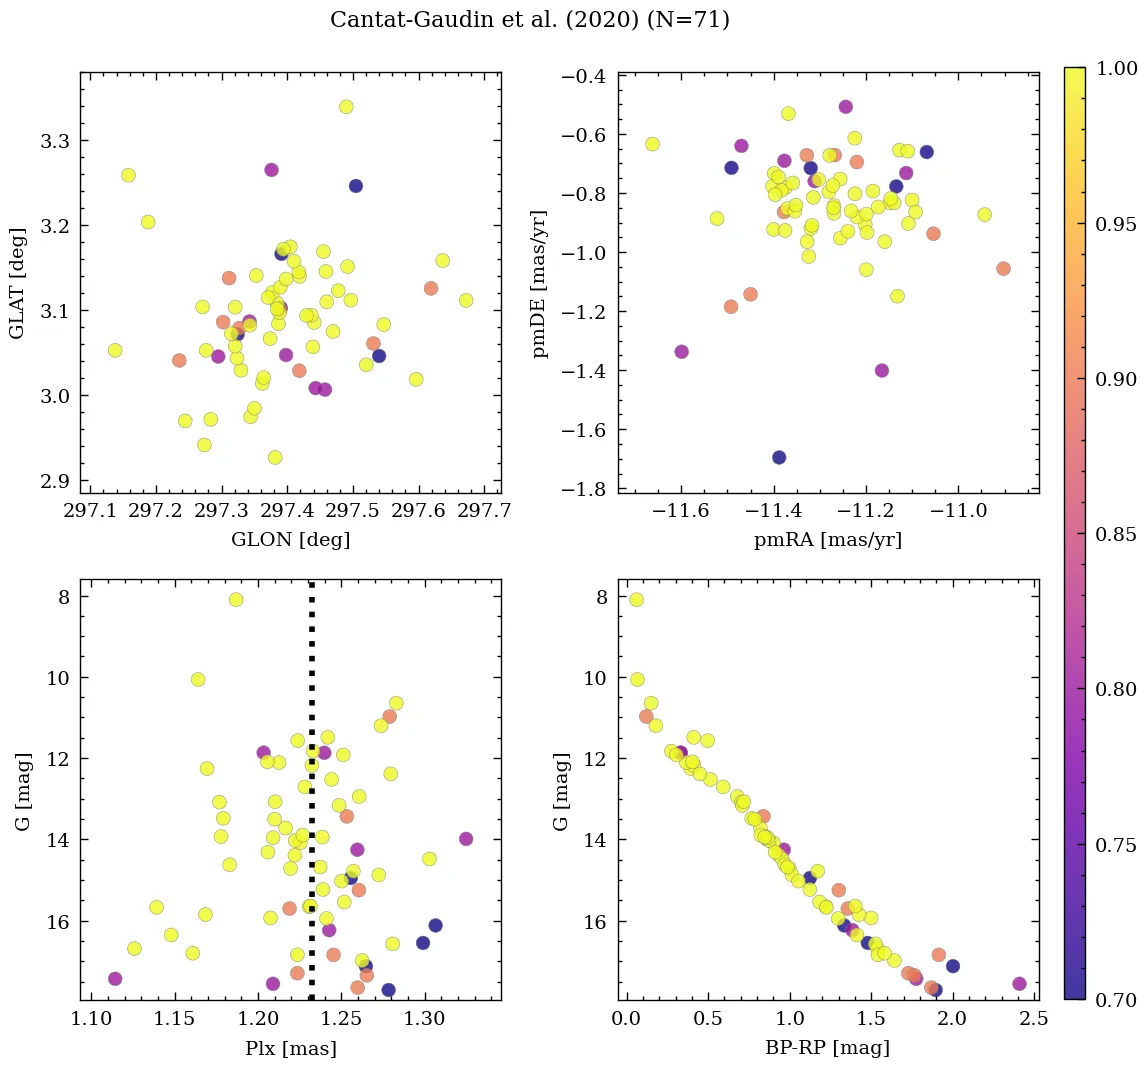 Cantat-Gaudin et al. (2020) (N=71)
3.3
3.2
3.1
3.0
2.9
GLAT [deg]
297.1 297.2 297.3 297.4 297.5 297.6 297.7
GLON [deg]
−0.4
−0.6
−0.8
−1.0
−1.2
−1.4
−1.6
−1.8
pmDE [mas/yr]
−11.6 −11.4 −11.2 −11.0
pmRA [mas/yr]
8
10
12
14
16
G [mag]
1.10 1.15 1.20 1.25 1.30
Plx [mas]
8
10
12
14
16
G [mag]
0.0 0.5 1.0 1.5 2.0 2.5
BP-RP [mag]
1.00
0.95
0.90
0.85
0.80
0.75
0.70